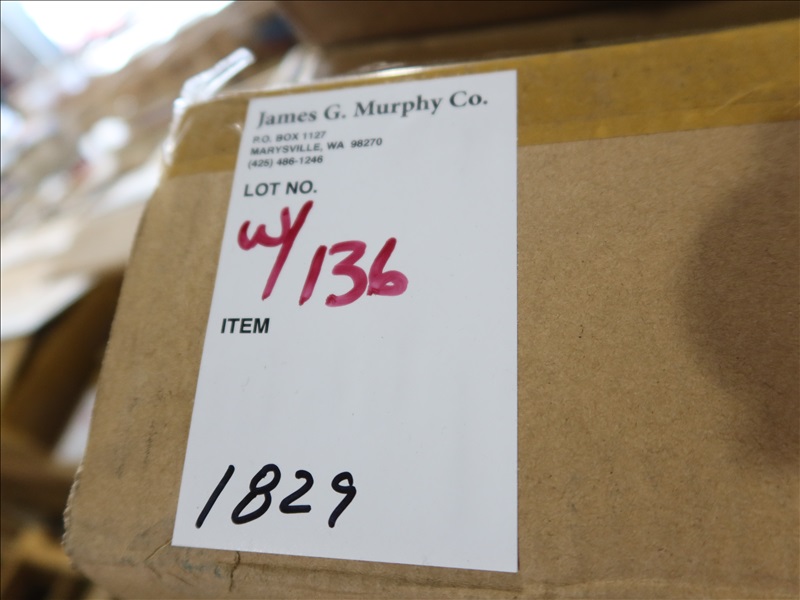 James G. Murphy Co.
P.O. BOX 1127
MARYSVILLE, WA 98270
(425) 486-1246
LOT NO.
W/136
ITEM
1829